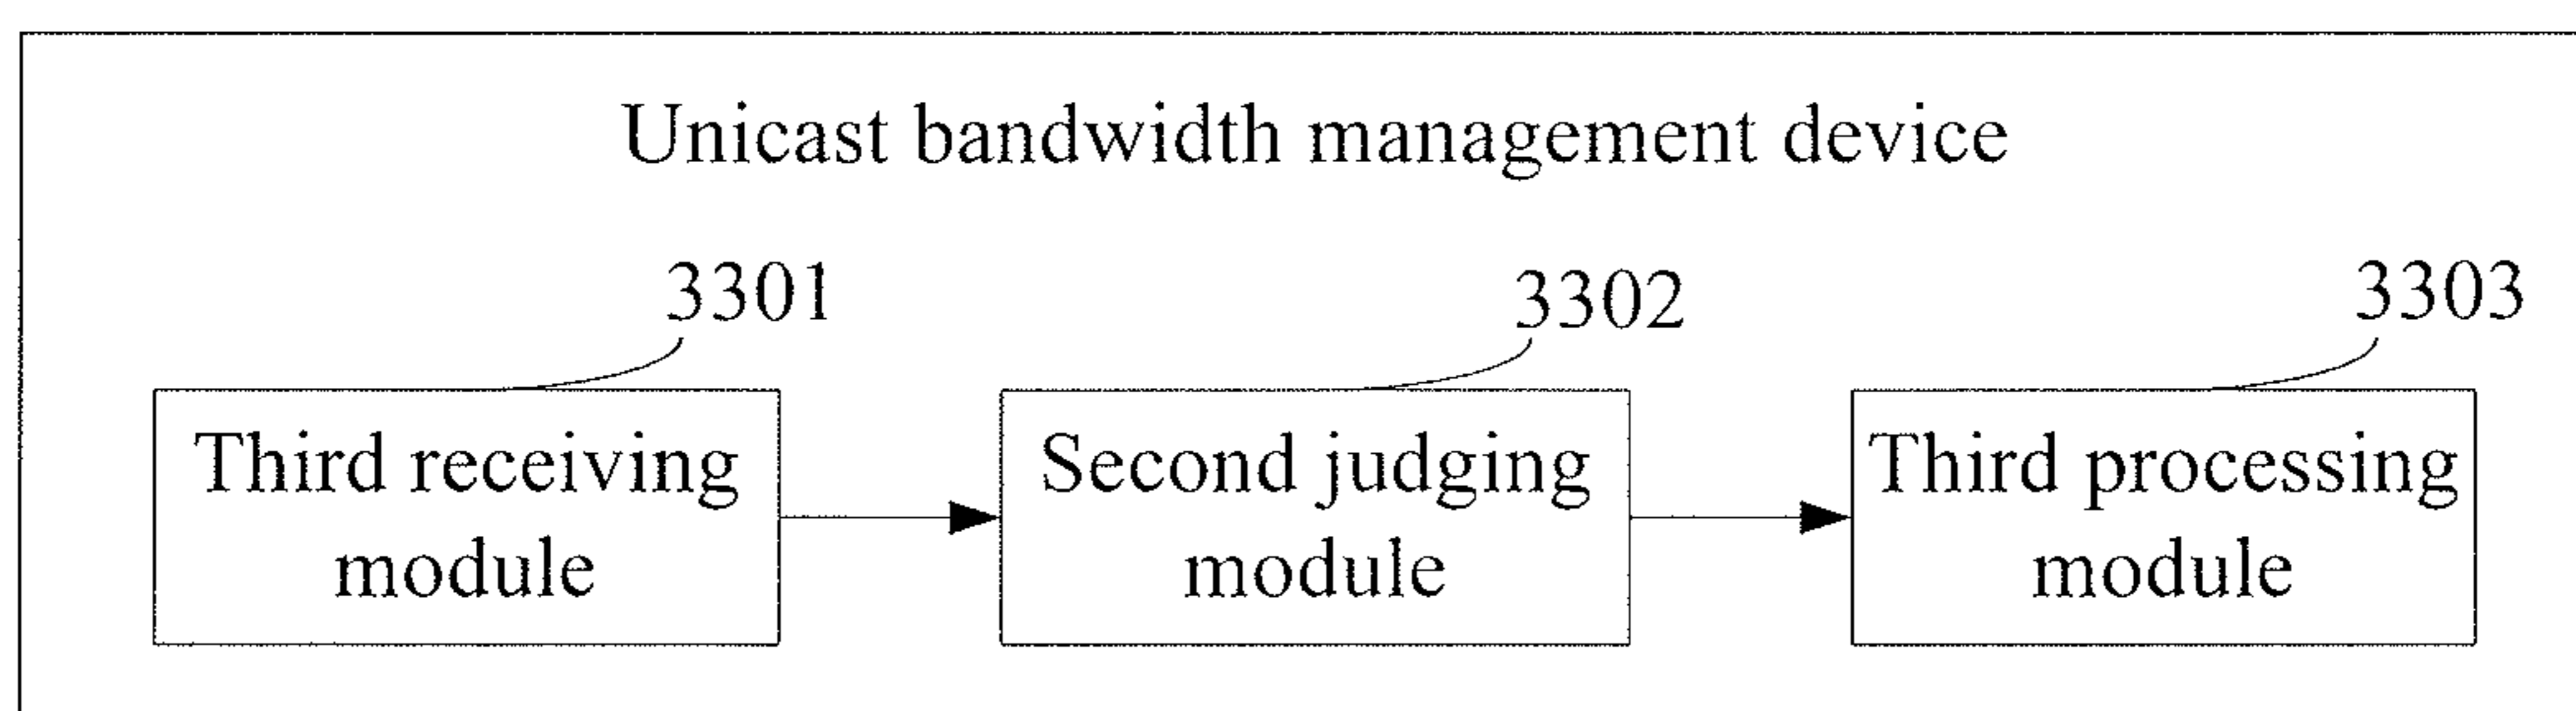 Unicast bandwidth management device
3301
3302
3303
Third receiving
module
Second judging
module
Third processing
module